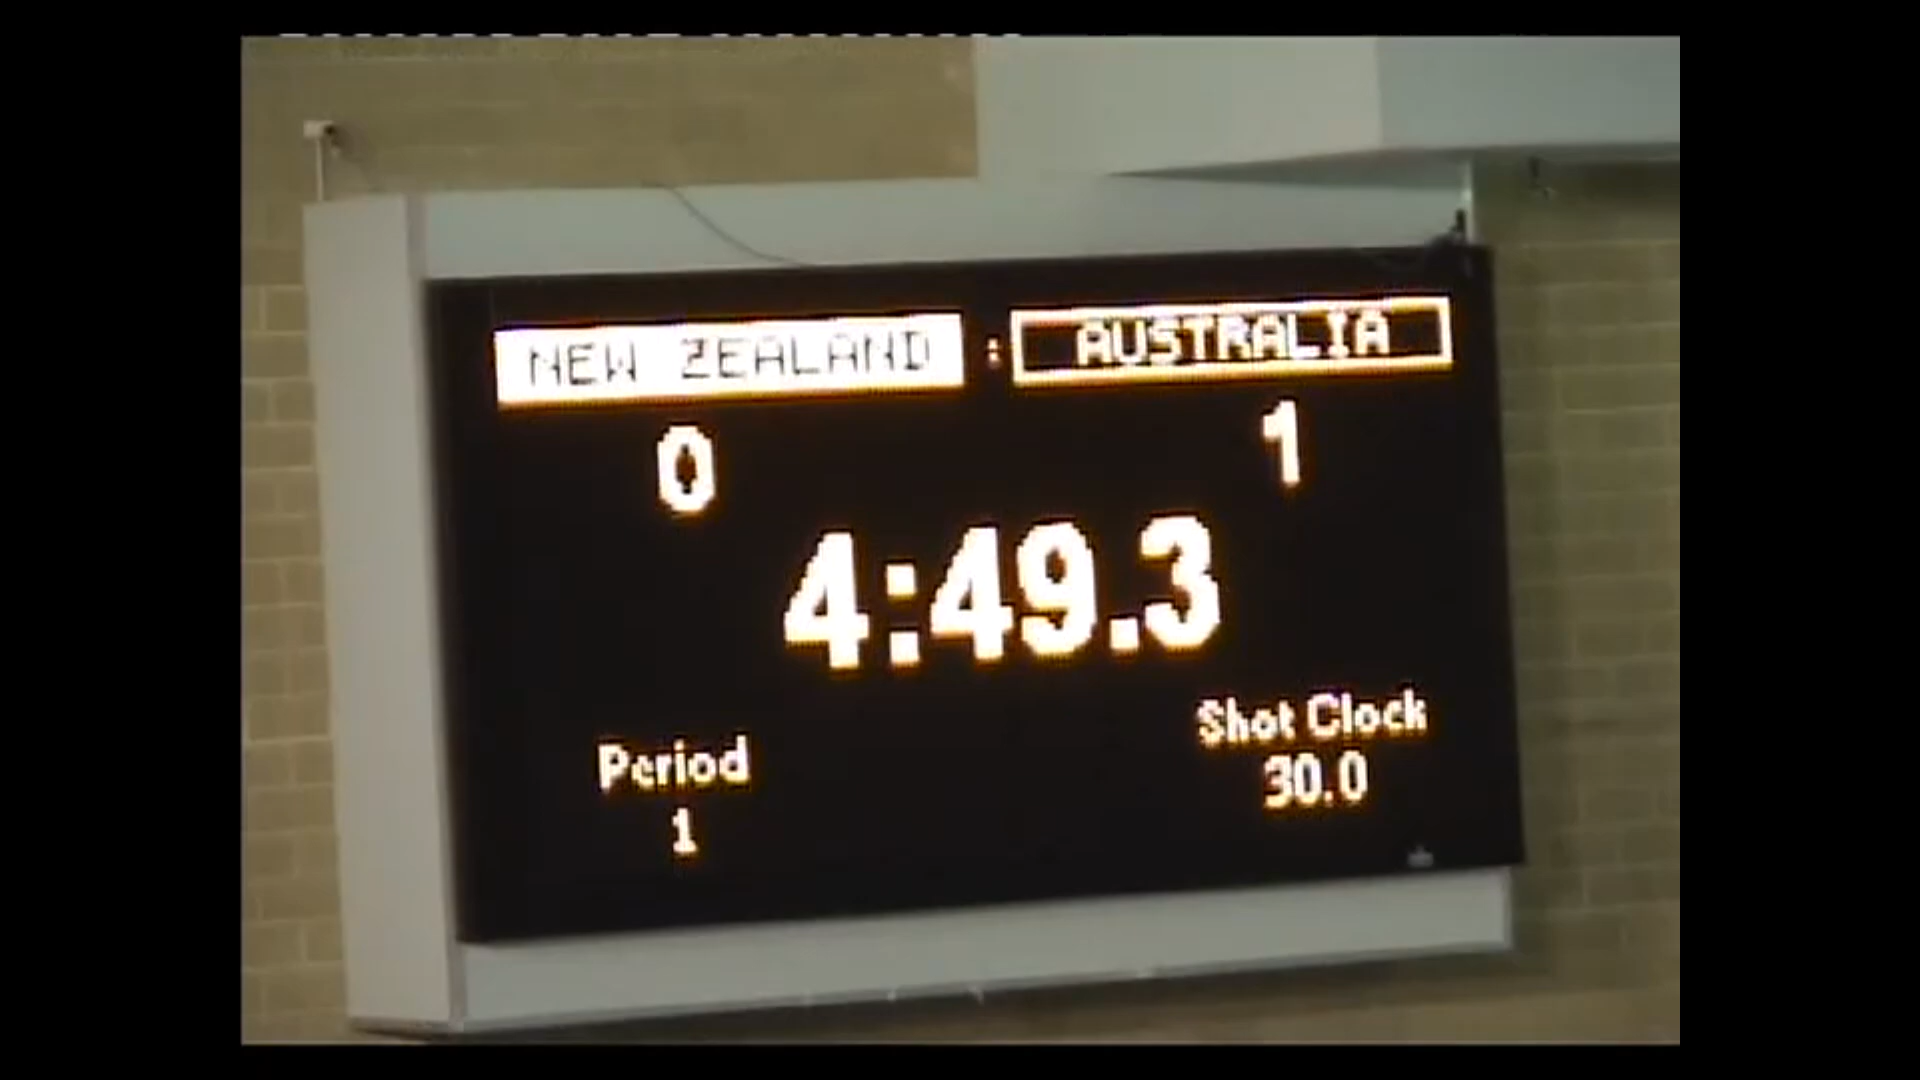 NEW ZEALAND : AUSTRALIA
0 1
4:49.3
Period Shot Clock
1 30.0